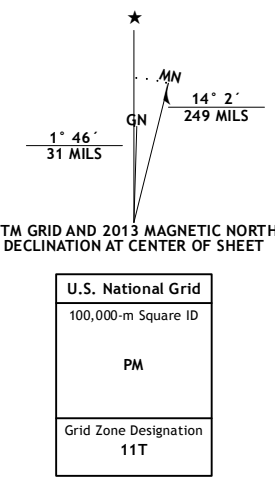 MN
GN
14° 2´
249 MILS
1° 46´
31 MILS
TM GRID AND 2013 MAGNETIC NORTH
DECLINATION AT CENTER OF SHEET
U.S. National Grid
100,000-m Square ID
PM
Grid Zone Designation
11T